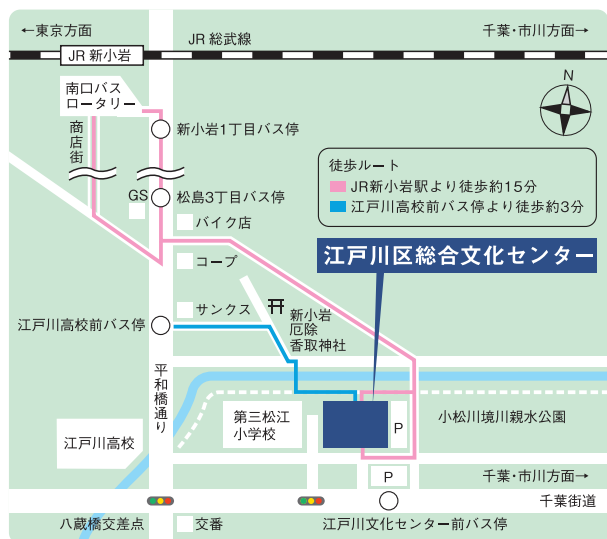 ←東京方面
千葉・市川方面→
JR 総武線
JR 新小岩
南口バス
ロータリー
N
商店街
新小岩1丁目バス停
徒歩ルート
JR新小岩駅より徒歩約15分
江戸川高校前バス停より徒歩約3分
GS
松島3丁目バス停
バイク店
江戸川区総合文化センター
コープ
サンクス
新小岩
厄除
香取神社
江戸川高校前バス停
平和橋通り
第三松江
小学校
P
小松川境川親水公園
江戸川高校
P
千葉・市川方面→
千葉街道
八蔵橋交差点
交番
江戸川文化センター前バス停